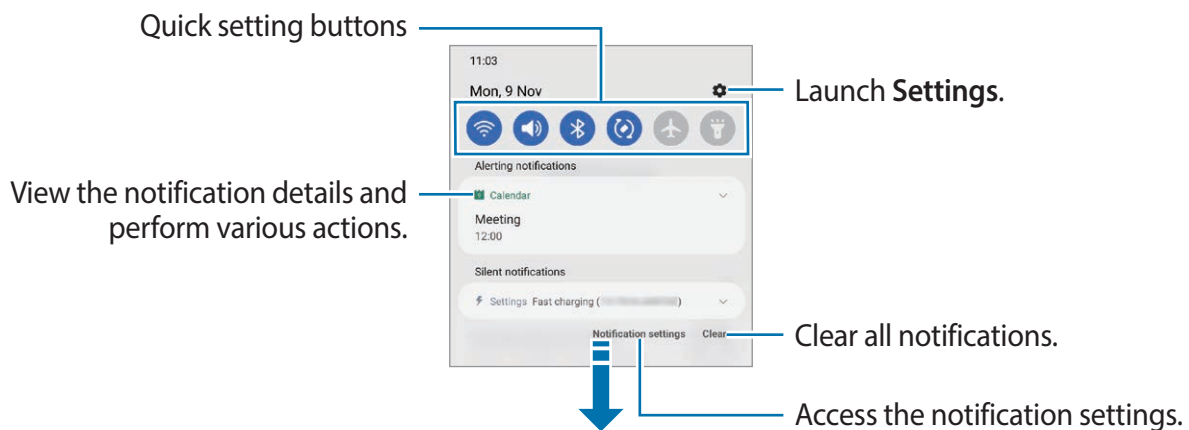 Quick setting buttons
11:03
Mon, 9 Nov
Launch Settings.
Alerting notifications
View the notification details and
perform various actions.
Calendar
Meeting
12:00
Silent notifications
Settings Fast charging ( )
Notification settings Clear
Clear all notifications.
Access the notification settings.